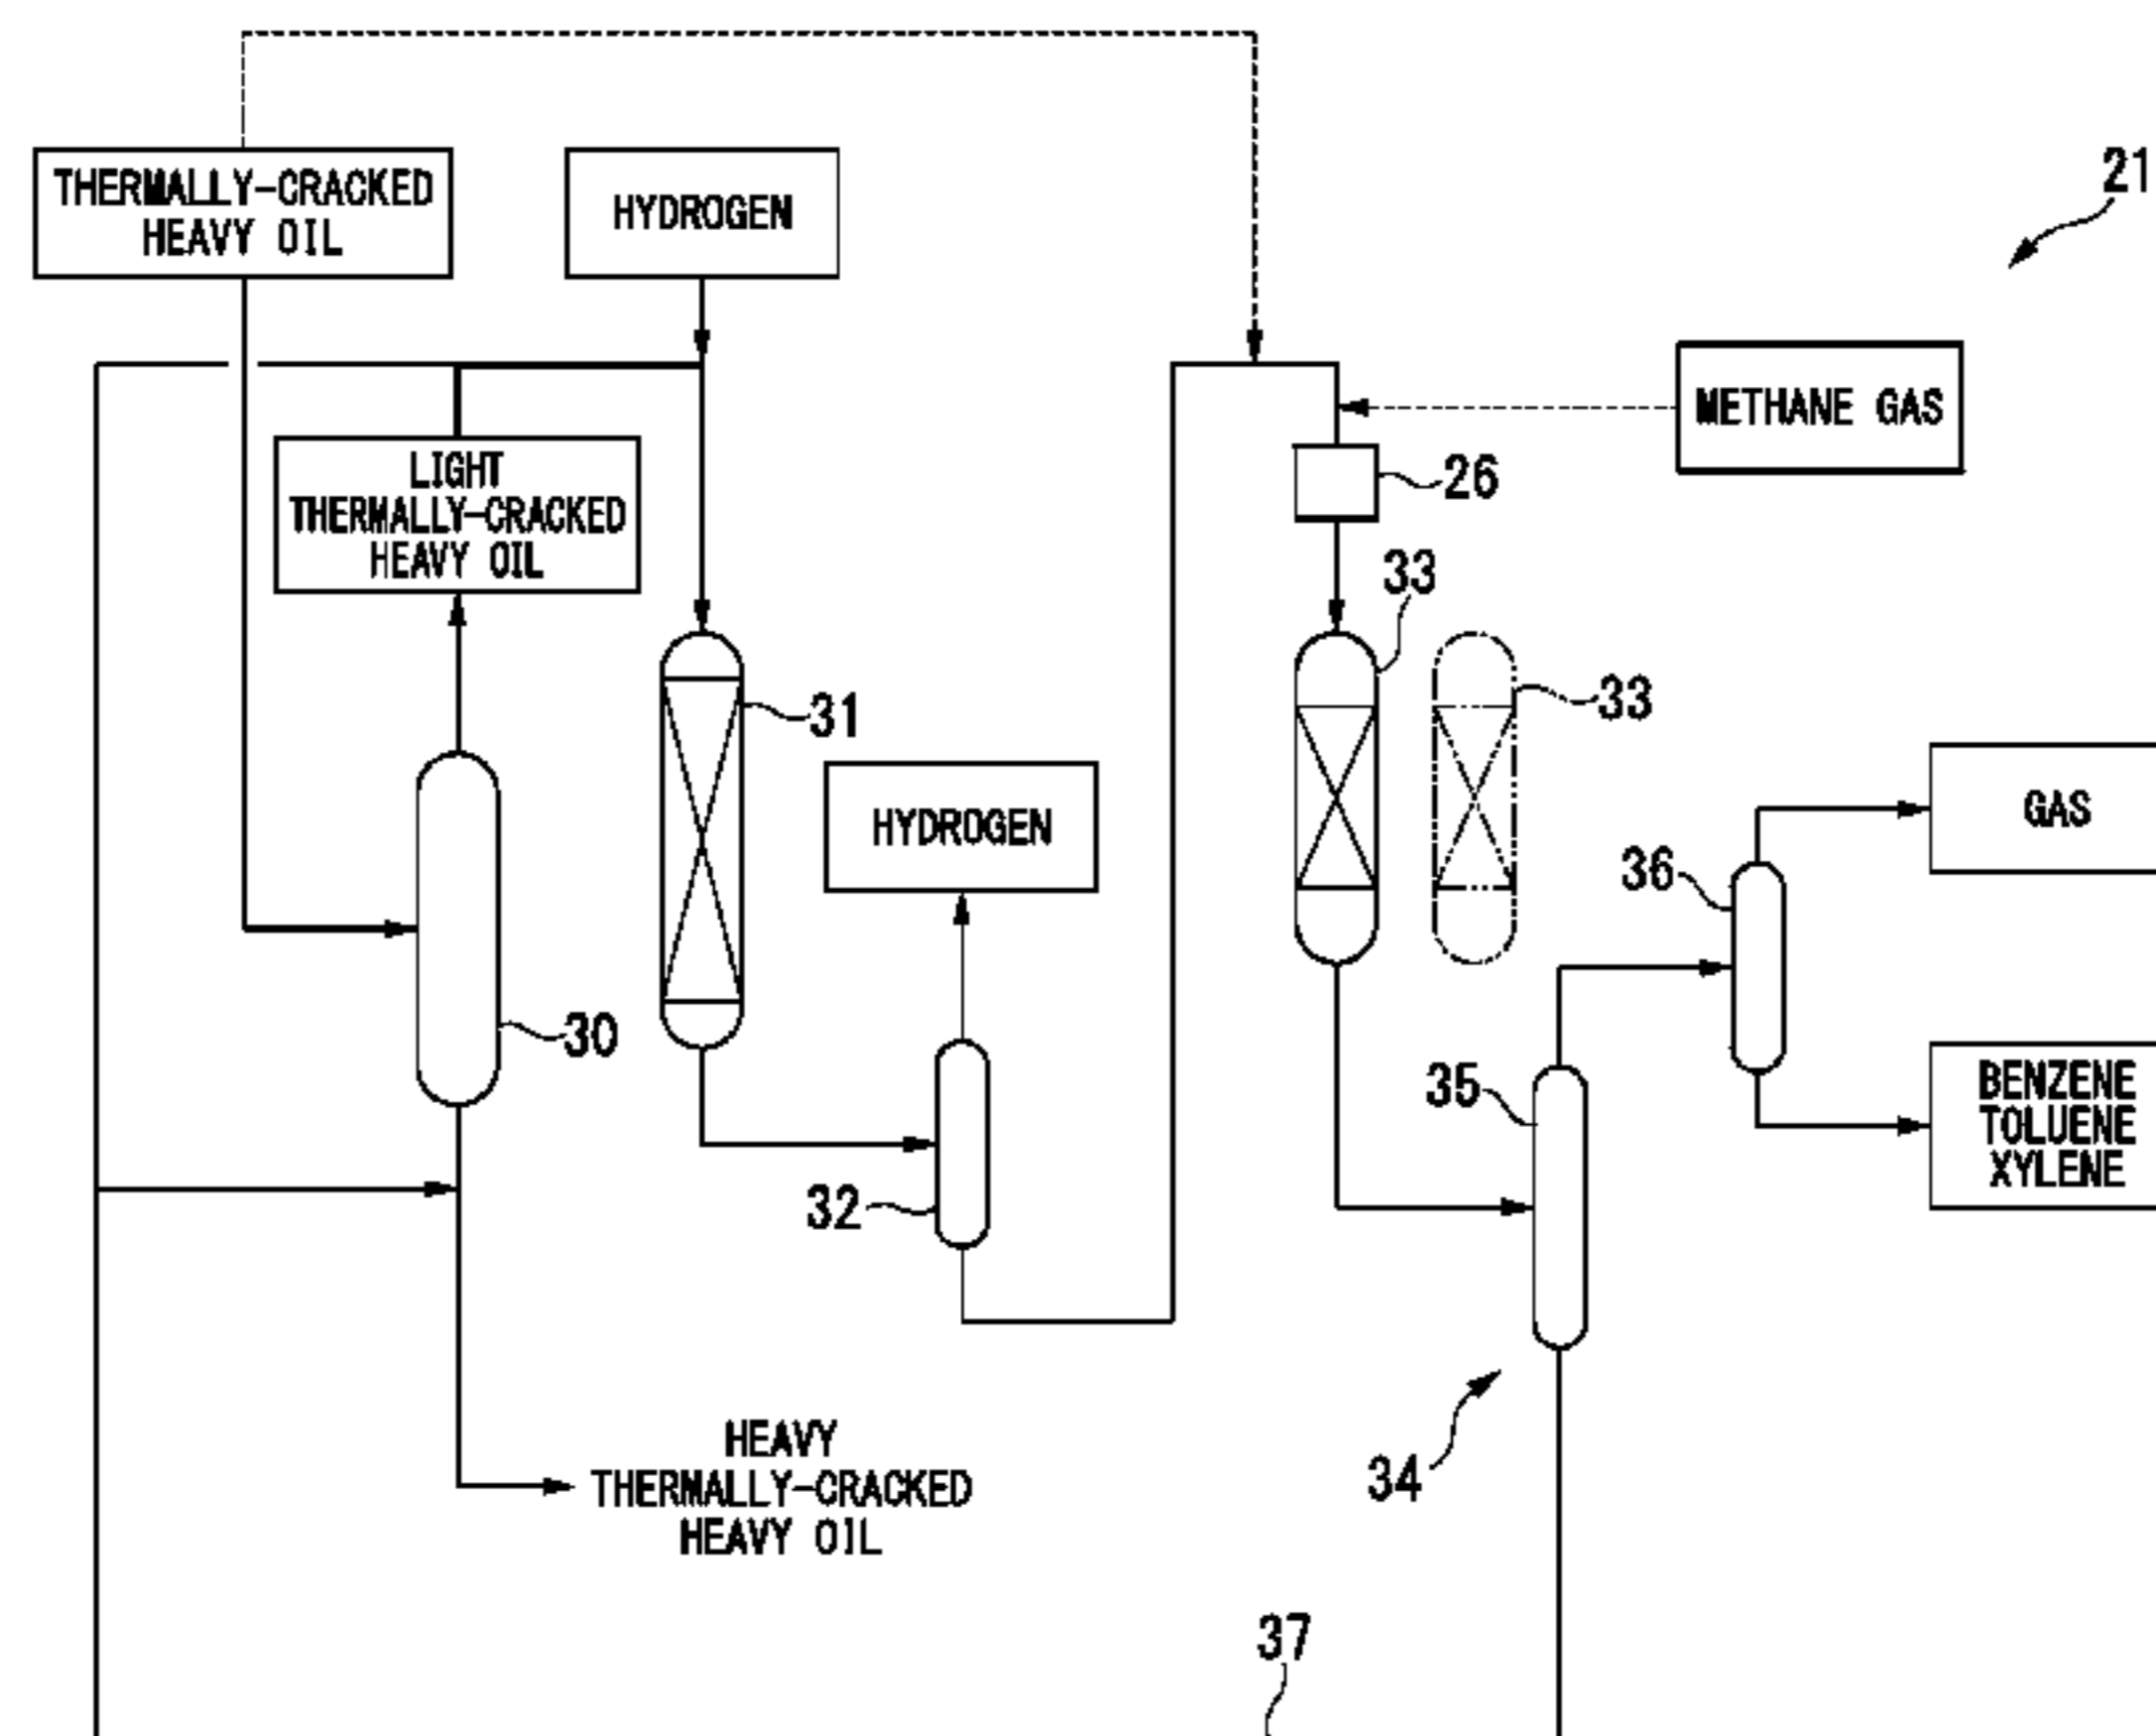 THERMALLY-CRACKED
HEAVY OIL
HYDROGEN
21
METHANE GAS
LIGHT
THERMALLY-CRACKED
HEAVY OIL
26
33
33
31
HYDROGEN
GAS
36
30
35
BENZENE
TOLUENE
XYLENE
32
HEAVY
THERMALLY-CRACKED
HEAVY OIL
34
37